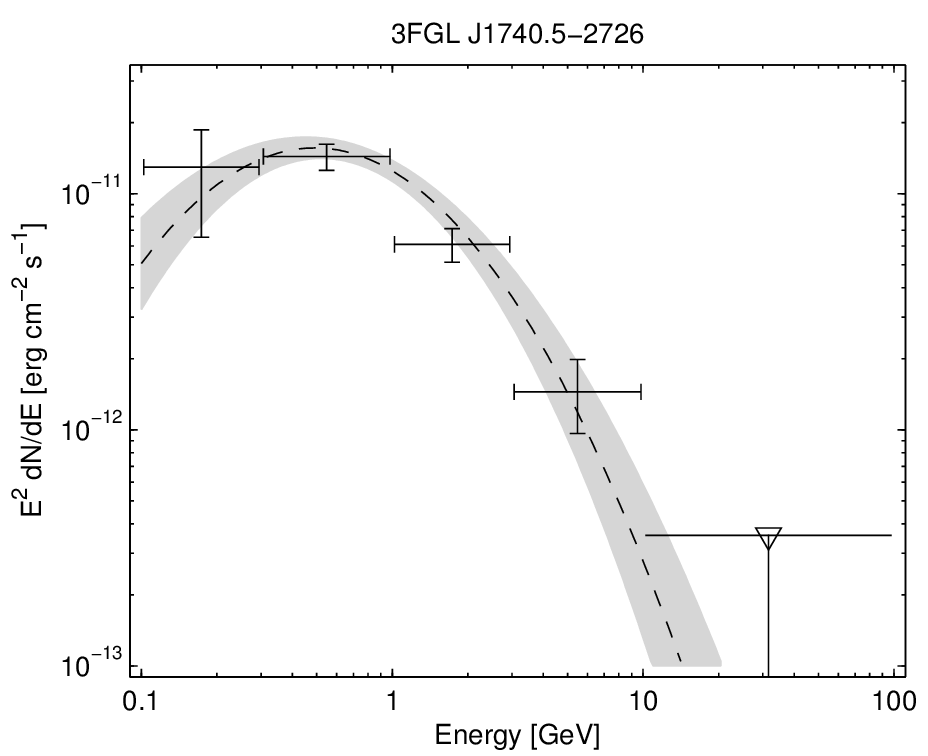 3FGL J1740.5−2726
E² dN/dE [erg cm⁻² s⁻¹]
10⁻¹¹
10⁻¹²
10⁻¹³
0.1 1 10 100
Energy [GeV]